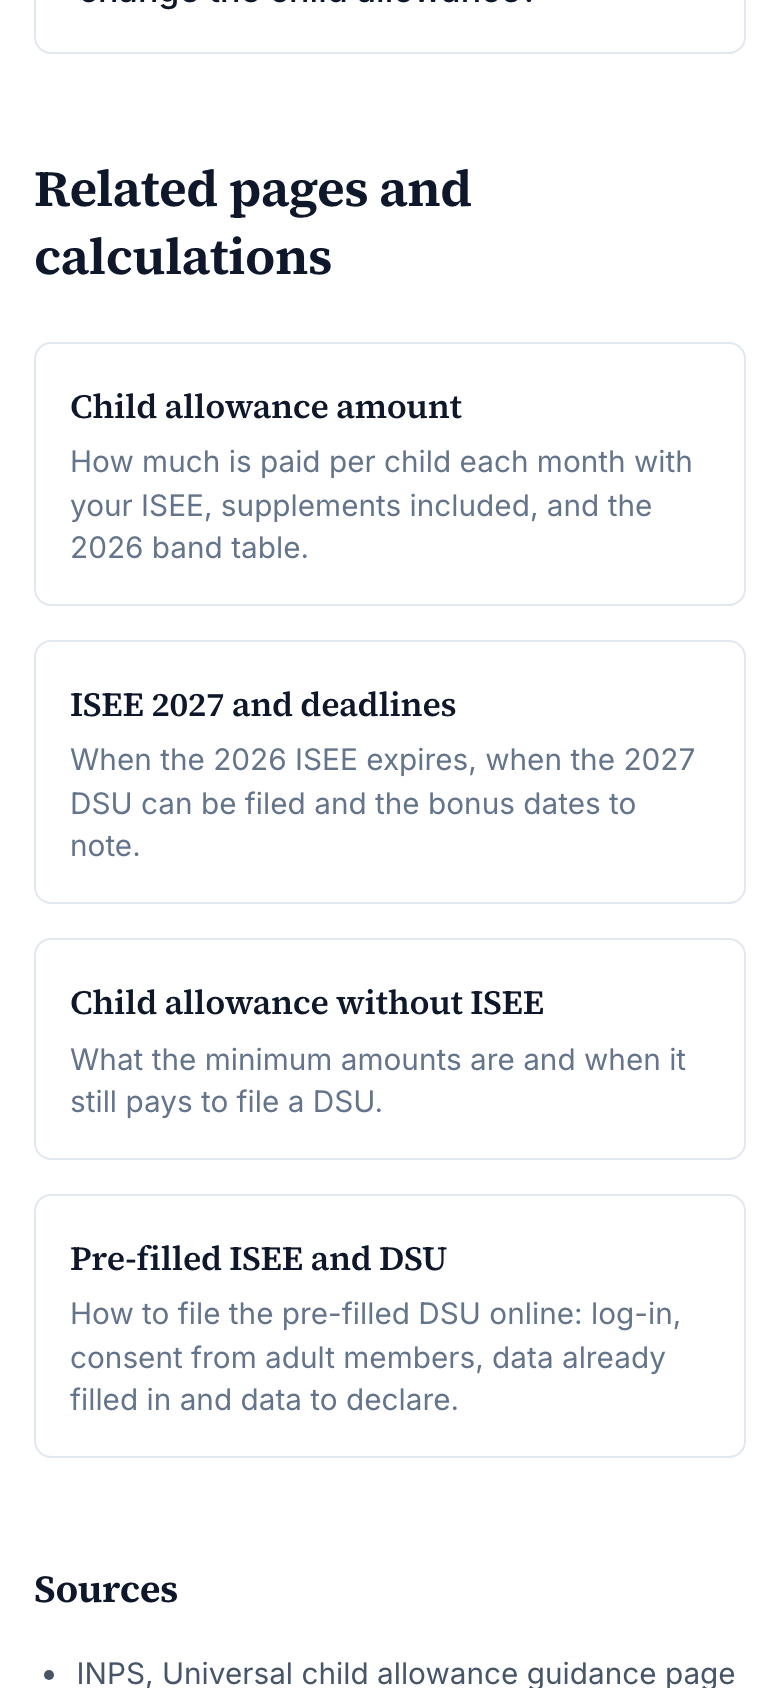 change the child allowance?
Related pages and
calculations
Child allowance amount
How much is paid per child each month with
your ISEE, supplements included, and the
2026 band table.
ISEE 2027 and deadlines
When the 2026 ISEE expires, when the 2027
DSU can be filed and the bonus dates to
note.
Child allowance without ISEE
What the minimum amounts are and when it
still pays to file a DSU.
Pre-filled ISEE and DSU
How to file the pre-filled DSU online: log-in,
consent from adult members, data already
filled in and data to declare.
Sources
• INPS, Universal child allowance guidance page